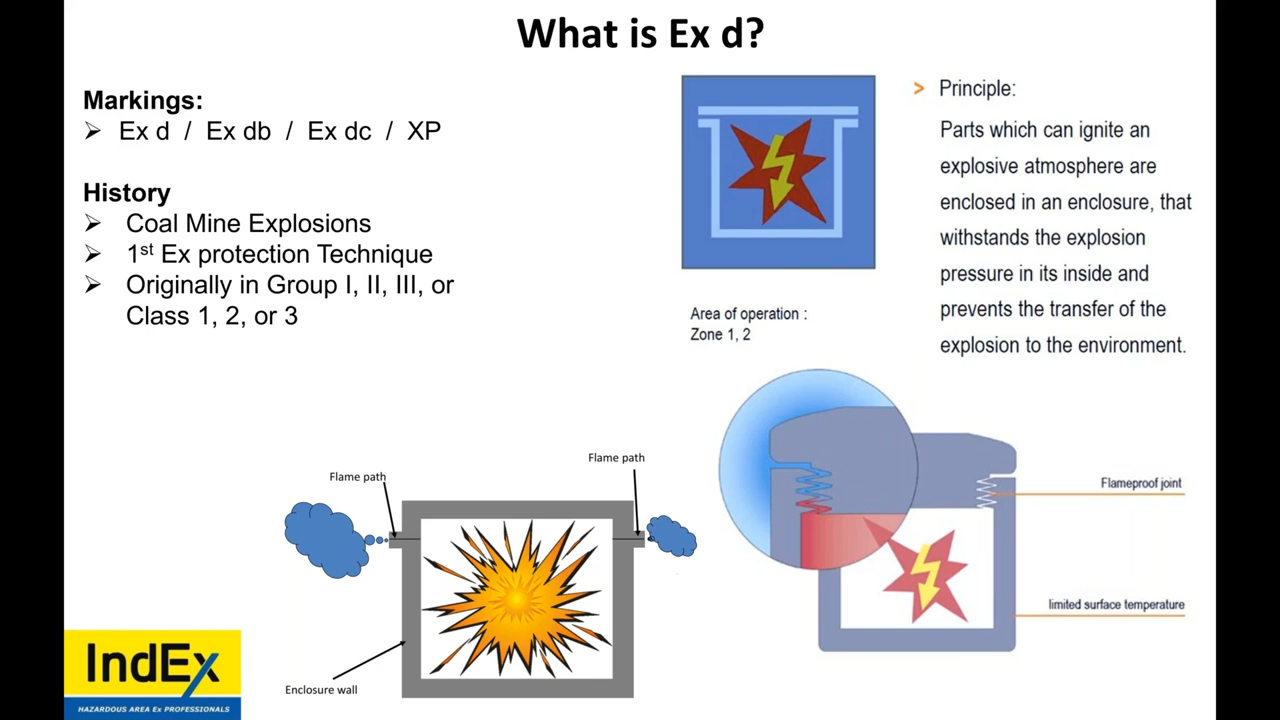 What is Ex d?
Markings:
➢ Ex d / Ex db / Ex dc / XP
History
➢ Coal Mine Explosions
➢ 1st Ex protection Technique
➢ Originally in Group I, II, III, or
Class 1, 2, or 3
> Principle:
Parts which can ignite an
explosive atmosphere are
enclosed in an enclosure, that
withstands the explosion
pressure in its inside and
prevents the transfer of the
explosion to the environment.
Area of operation :
Zone 1, 2
Flame path
Flame path
Enclosure wall
Flameproof joint
limited surface temperature
IndEx
HAZARDOUS AREA Ex PROFESSIONALS